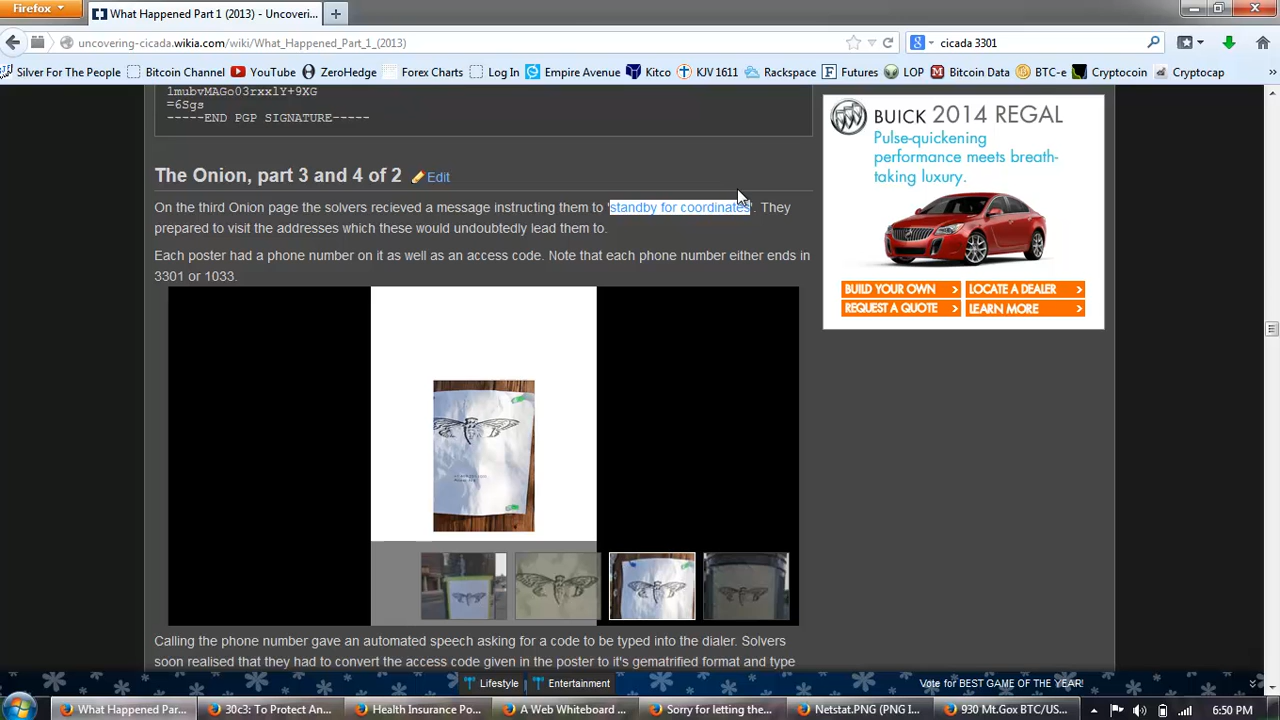 Firefox
What Happened Part 1 (2013) - Uncoveri...
uncovering-cicada.wikia.com/wiki/What_Happened_Part_1_(2013)
cicada 3301
Silver For The People
Bitcoin Channel
YouTube
ZeroHedge
Forex Charts
Log In
Empire Avenue
Kitco
KJV 1611
Rackspace
Futures
LOP
Bitcoin Data
BTC-e
Cryptocoin
Cryptocap
»
1mubvMAGo03rxxlY+9XG
=6Sgs
-----END PGP SIGNATURE-----
BUICK 2014 REGAL
Pulse-quickening
performance meets breath-
taking luxury.
BUILD YOUR OWN >
LOCATE A DEALER >
REQUEST A QUOTE >
LEARN MORE >
The Onion, part 3 and 4 of 2 Edit
On the third Onion page the solvers recieved a message instructing them to 'standby for coordinates'. They
prepared to visit the addresses which these would undoubtedly lead them to.
Each poster had a phone number on it as well as an access code. Note that each phone number either ends in
3301 or 1033.
Calling the phone number gave an automated speech asking for a code to be typed into the dialer. Solvers
soon realised that they had to convert the access code given in the poster to it's gematrified format and type
Lifestyle
Entertainment
Vote for BEST GAME OF THE YEAR!
What Happened Par...
30c3: To Protect An...
Health Insurance Po...
A Web Whiteboard ...
Sorry for letting the...
Netstat.PNG (PNG I...
930 Mt.Gox BTC/US...
6:50 PM